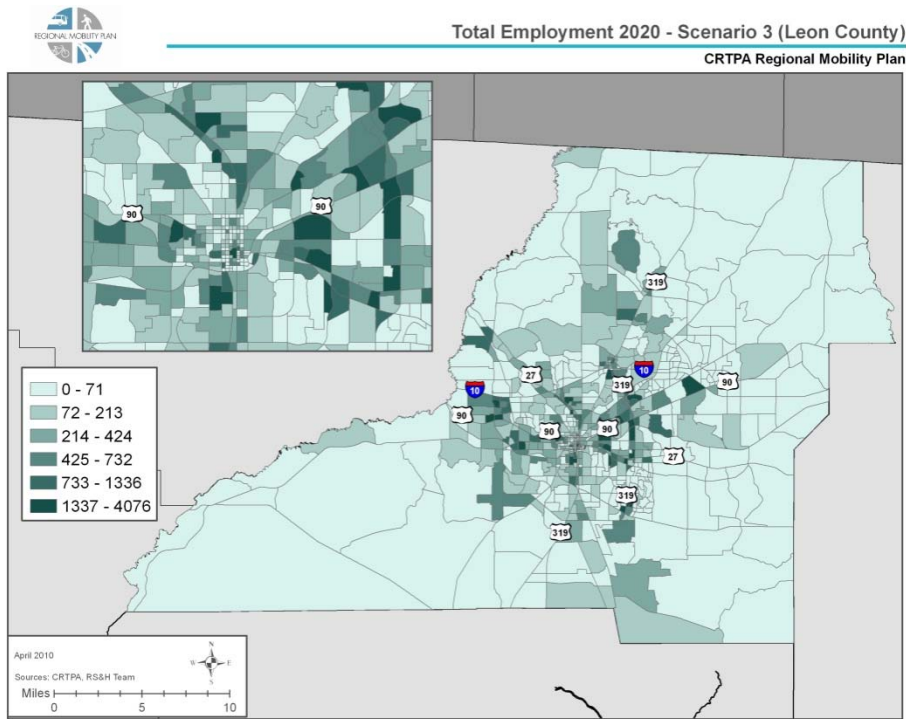 REGIONAL MOBILITY PLAN
Total Employment 2020 - Scenario 3 (Leon County)
CRTPA Regional Mobility Plan
90
90
319
10
27
319
10
90
90
90
90
27
319
319
0 - 71
72 - 213
214 - 424
425 - 732
733 - 1336
1337 - 4076
April 2010
N
W
E
S
Sources: CRTPA, RS&H Team
Miles
0 5 10